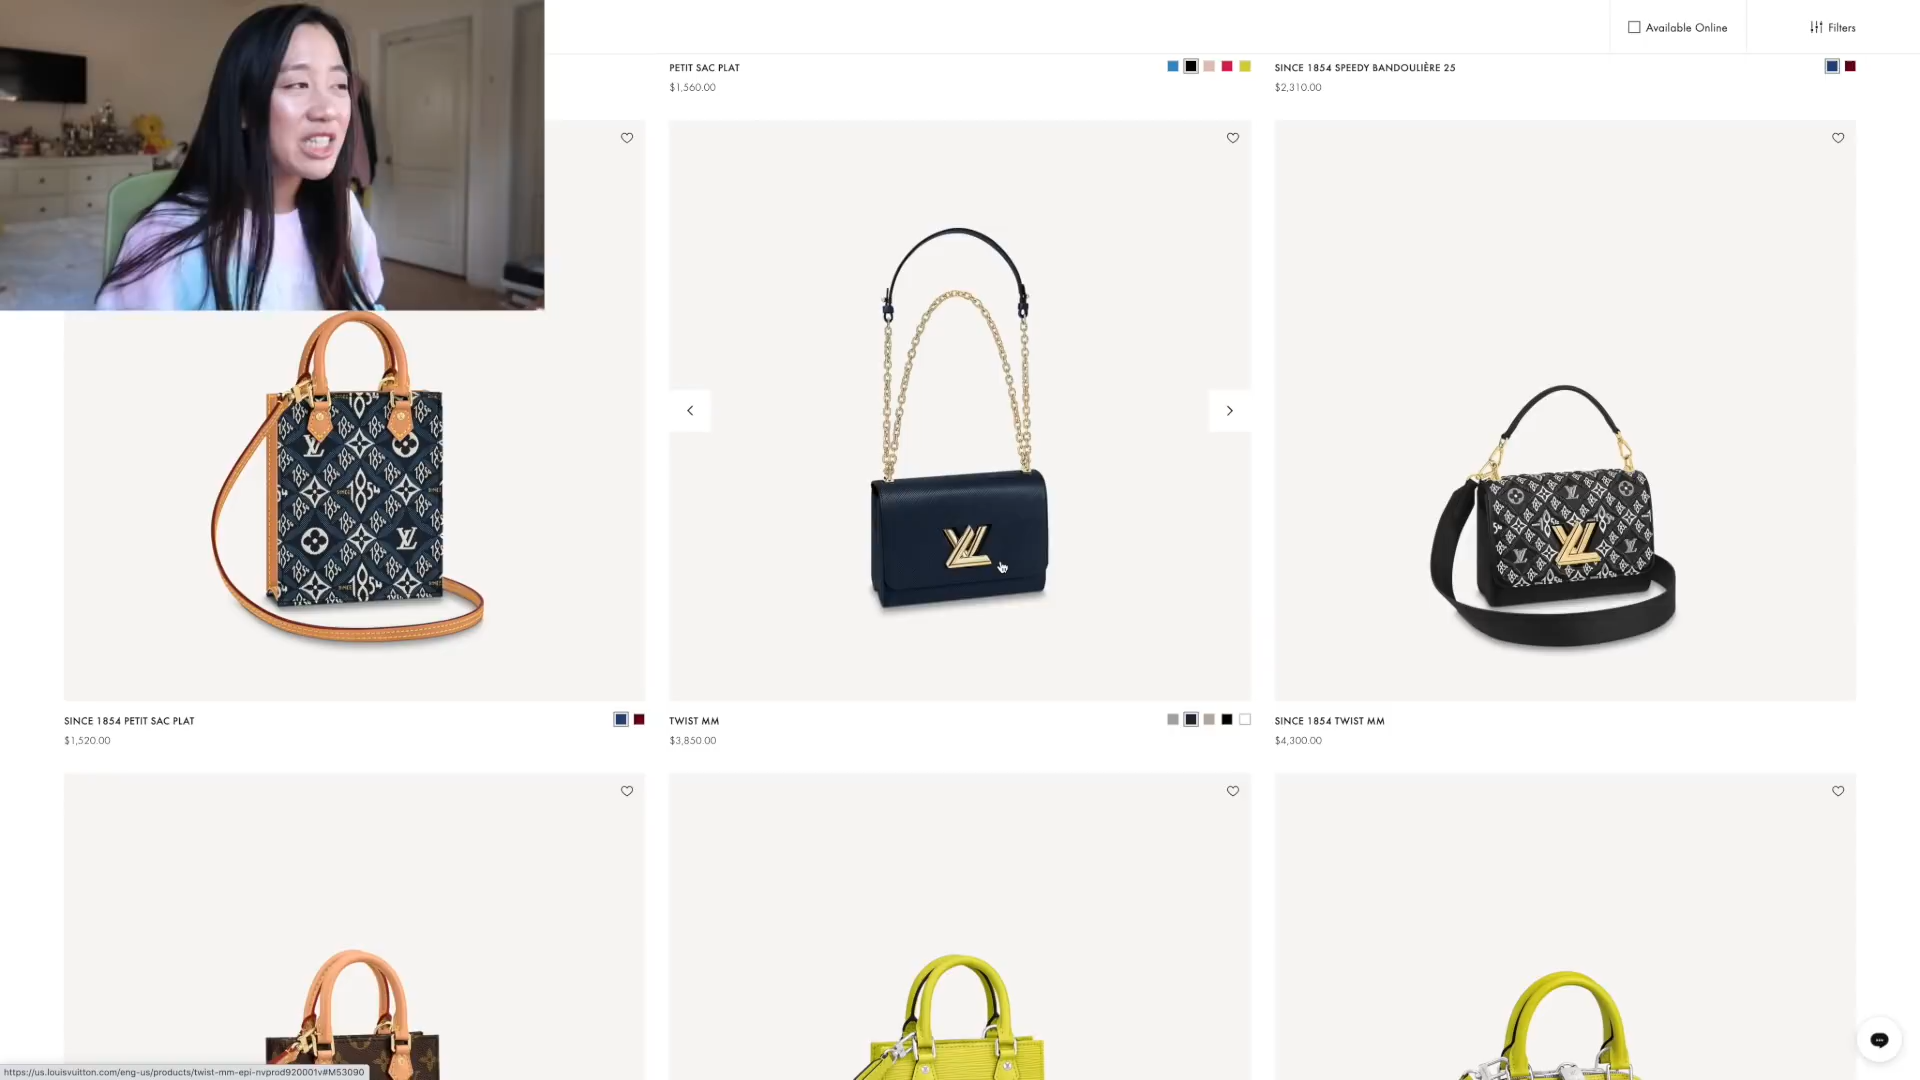 Available Online
Filters
PETIT SAC PLAT
$1,560.00
SINCE 1854 SPEEDY BANDOULIÈRE 25
$2,310.00
SINCE 1854 PETIT SAC PLAT
$1,520.00
TWIST MM
$3,850.00
SINCE 1854 TWIST MM
$4,300.00
https://us.louisvuitton.com/eng-us/products/twist-mm-epi-nvprod920001v#M53090